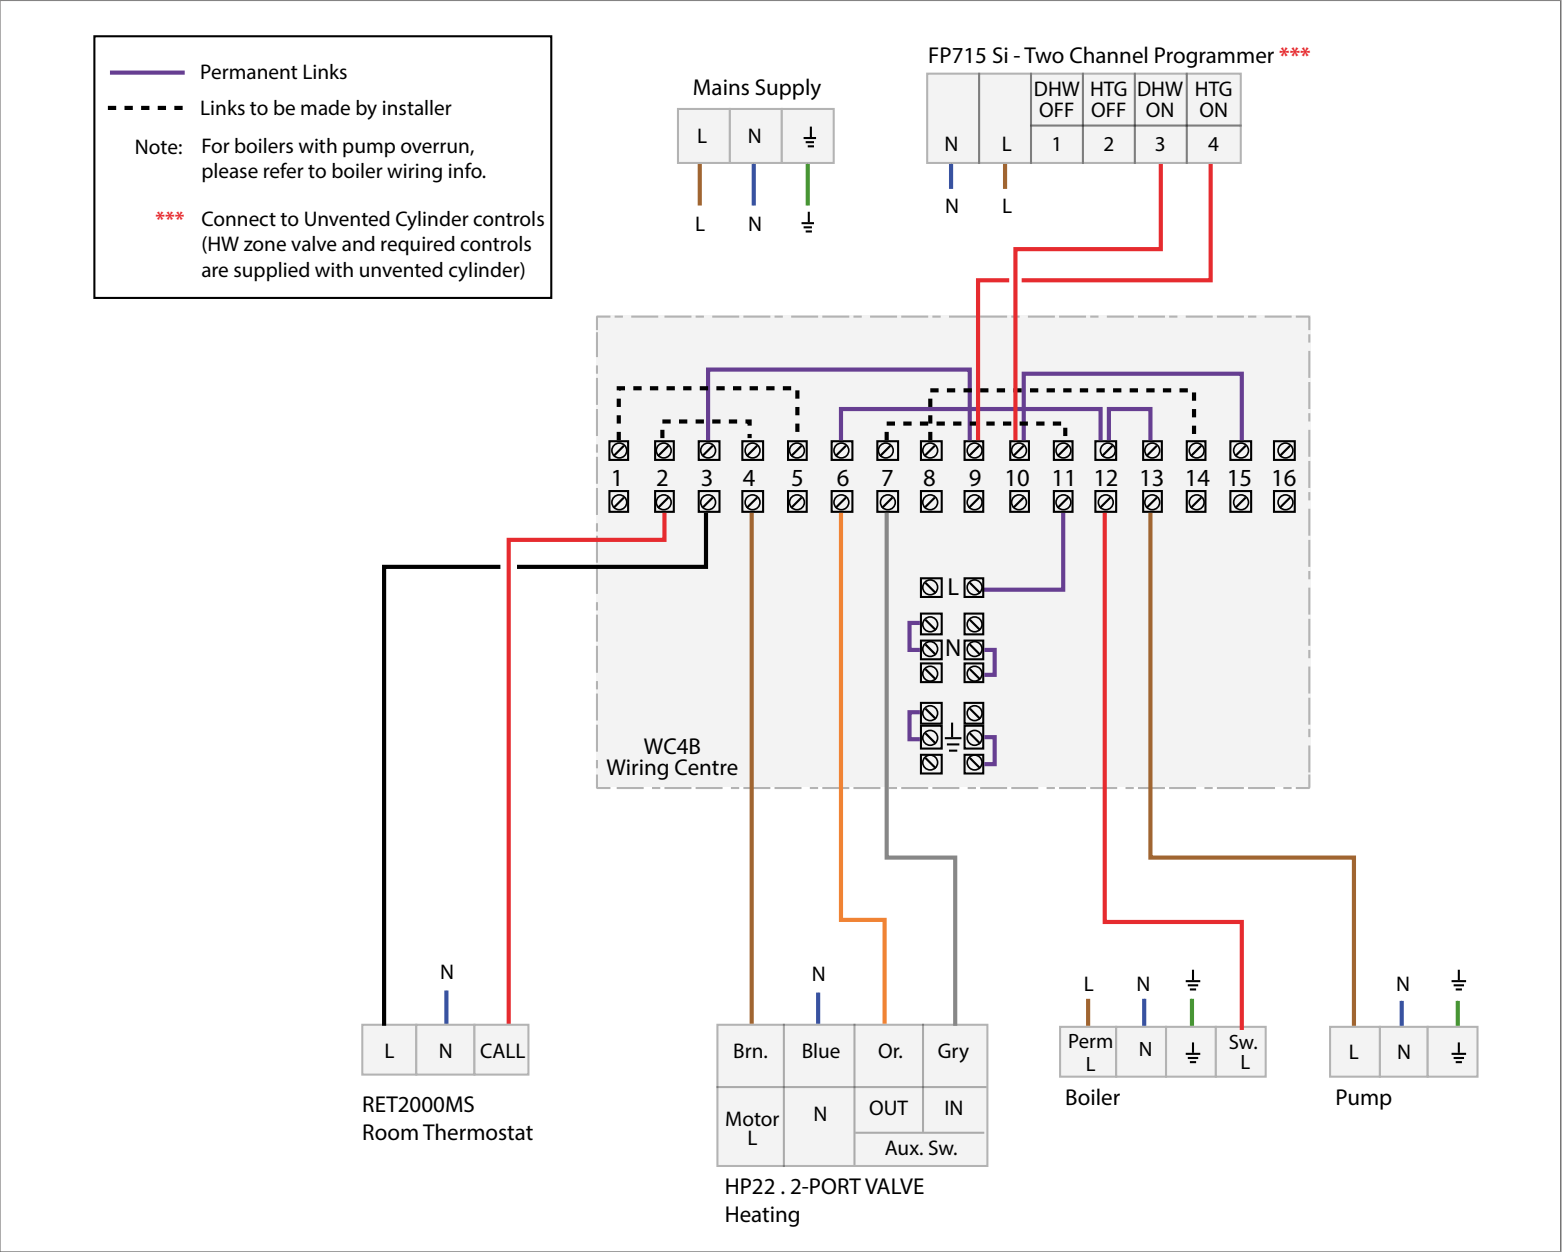 Permanent Links
Links to be made by installer
Note: For boilers with pump overrun,
please refer to boiler wiring info.
*** Connect to Unvented Cylinder controls
(HW zone valve and required controls
are supplied with unvented cylinder)
Mains Supply
L N
L N
FP715 Si - Two Channel Programmer ***
DHW HTG DHW HTG
OFF OFF ON ON
N L 1 2 3 4
N L
1 2 3 4 5 6 7 8 9 10 11 12 13 14 15 16
L
N
WC4B
Wiring Centre
N
L N CALL
RET2000MS
Room Thermostat
N
Brn. Blue Or. Gry
Motor N OUT IN
L
Aux. Sw.
HP22 . 2-PORT VALVE
Heating
L N
Perm N Sw.
L L
Boiler
N
L N
Pump